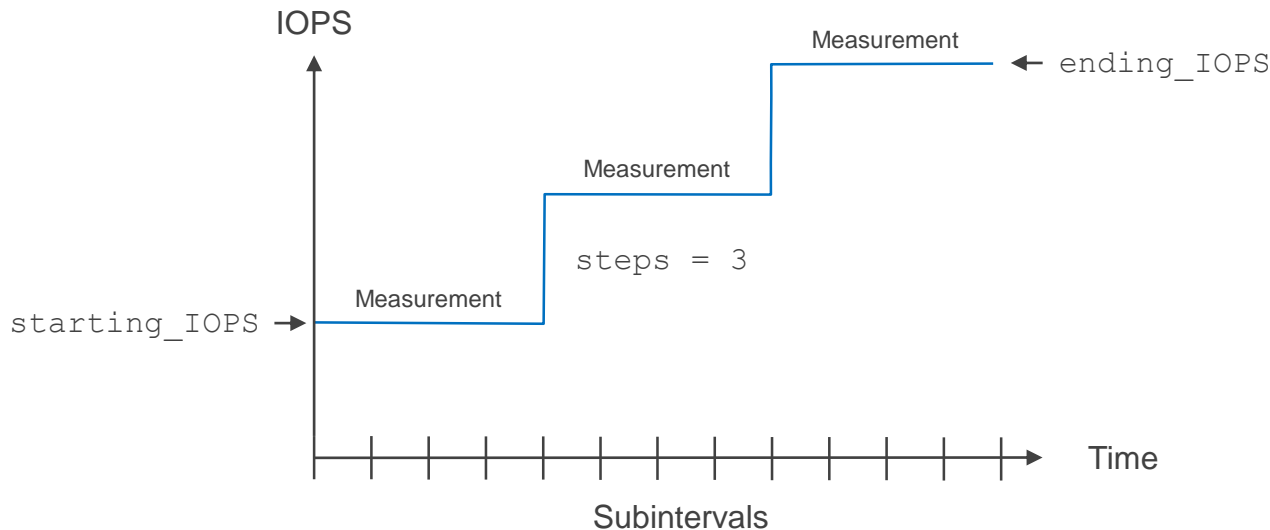 IOPS
Measurement
ending_IOPS
Measurement
steps = 3
Measurement
starting_IOPS
Time
Subintervals